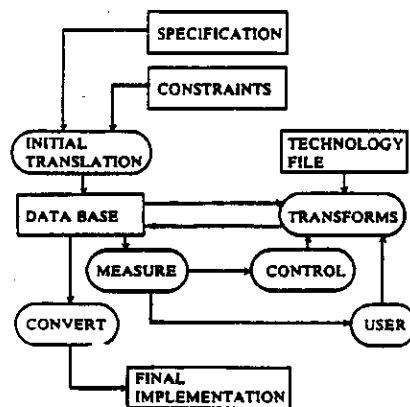 SPECIFICATION
CONSTRAINTS
INITIAL
TRANSLATION
TECHNOLOGY
FILE
DATA BASE
TRANSFORMS
MEASURE
CONTROL
CONVERT
USER
FINAL
IMPLEMENTATION